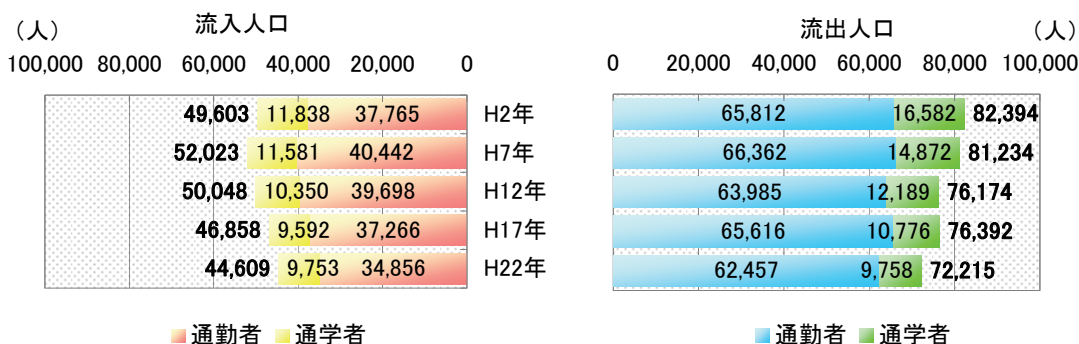 流入人口
(人)
100,000 80,000 60,000 40,000 20,000 0
49,603 11,838 37,765 H2年
52,023 11,581 40,442 H7年
50,048 10,350 39,698 H12年
46,858 9,592 37,266 H17年
44,609 9,753 34,856 H22年
通勤者 通学者
流出人口
(人)
0 20,000 40,000 60,000 80,000 100,000
65,812 16,582 82,394
66,362 14,872 81,234
63,985 12,189 76,174
65,616 10,776 76,392
62,457 9,758 72,215
通勤者 通学者